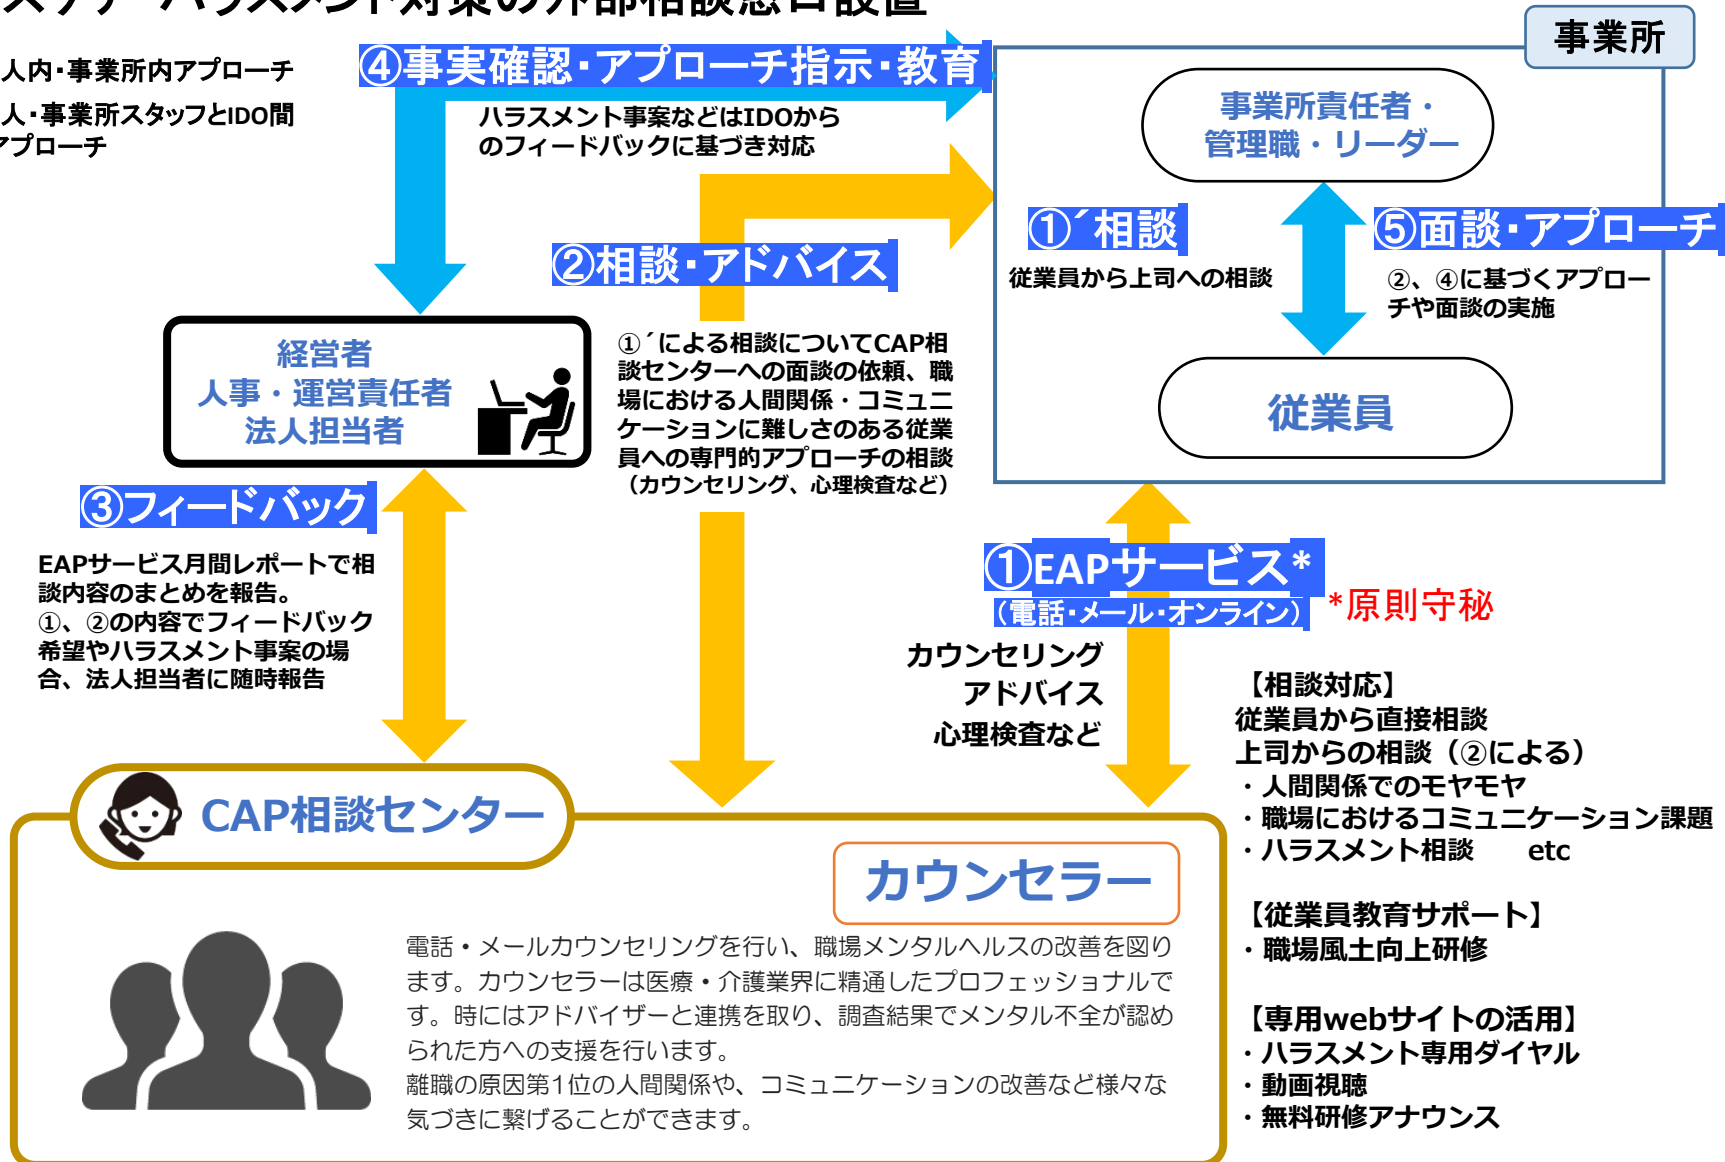 ハラスメント対策の外部相談窓口設置
人内・事業所内アプローチ
人・事業所スタッフとIDO間
アプローチ
④事実確認・アプローチ指示・教育
ハラスメント事案などはIDOから
のフィードバックに基づき対応
事業所
事業所責任者・
管理職・リーダー
①´相談
従業員から上司への相談
⑤面談・アプローチ
②、④に基づくアプロー
チや面談の実施
従業員
②相談・アドバイス
①´による相談についてCAP相
談センターへの面談の依頼、職
場における人間関係・コミュニ
ケーションに難しさのある従業
員への専門的アプローチの相談
（カウンセリング、心理検査など）
経営者
人事・運営責任者
法人担当者
③フィードバック
EAPサービス月間レポートで相
談内容のまとめを報告。
①、②の内容でフィードバック
希望やハラスメント事案の場
合、法人担当者に随時報告
①EAPサービス*
（電話・メール・オンライン）
*原則守秘
カウンセリング
アドバイス
心理検査など
【相談対応】
従業員から直接相談
上司からの相談（②による）
・人間関係でのモヤモヤ
・職場におけるコミュニケーション課題
・ハラスメント相談　　etc
【従業員教育サポート】
・職場風土向上研修
【専用webサイトの活用】
・ハラスメント専用ダイヤル
・動画視聴
・無料研修アナウンス
CAP相談センター
カウンセラー
電話・メールカウンセリングを行い、職場メンタルヘルスの改善を図り
ます。カウンセラーは医療・介護業界に精通したプロフェッショナルで
す。時にはアドバイザーと連携を取り、調査結果でメンタル不全が認め
られた方への支援を行います。
離職の原因第1位の人間関係や、コミュニケーションの改善など様々な
気づきに繋げることができます。